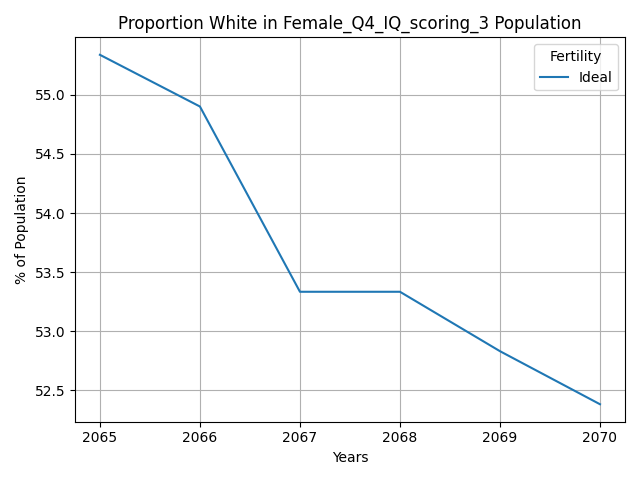 Proportion White in Female_Q4_IQ_scoring_3 Population
Fertility
Ideal
55.0
54.5
54.0
53.5
53.0
52.5
% of Population
2065 2066 2067 2068 2069 2070
Years